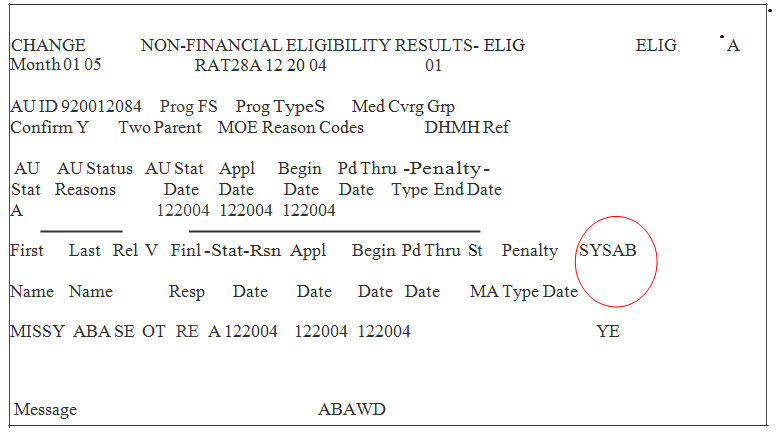 CHANGE NON-FINANCIAL ELIGIBILITY RESULTS- ELIG ELIG A
Month 01 05 RAT28A 12 20 04 01
AU ID 920012084 Prog FS Prog TypeS Med Cvrg Grp
Confirm Y Two Parent MOE Reason Codes DHMH Ref
AU AU Status AU Stat Appl Begin Pd Thru -Penalty-
Stat Reasons Date Date Date Date Type End Date
A 122004 122004 122004
First Last Rel V Finl -Stat-Rsn Appl Begin Pd Thru St Penalty SYSAB
Name Name Resp Date Date Date Date MA Type Date
MISSY ABA SE OT RE A 122004 122004 122004 YE
Message ABAWD